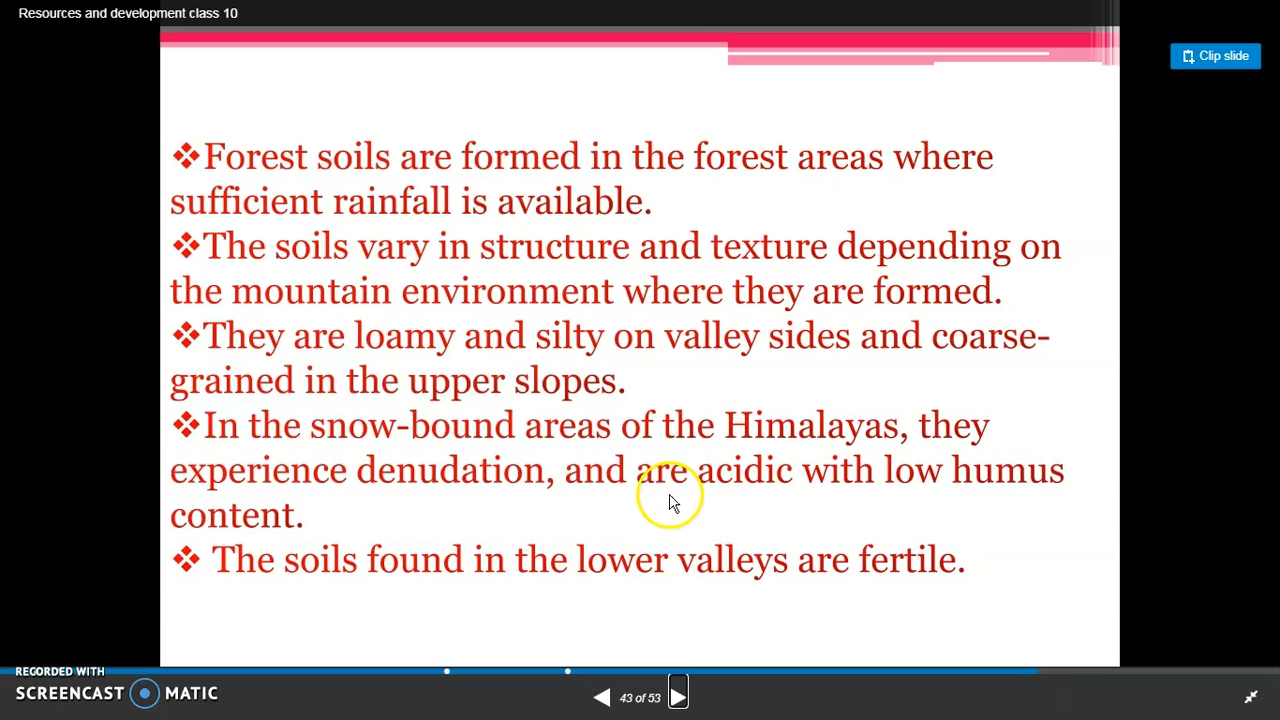 Resources and development class 10
Clip slide
❖Forest soils are formed in the forest areas where
sufficient rainfall is available.
❖The soils vary in structure and texture depending on
the mountain environment where they are formed.
❖They are loamy and silty on valley sides and coarse-
grained in the upper slopes.
❖In the snow-bound areas of the Himalayas, they
experience denudation, and are acidic with low humus
content.
❖ The soils found in the lower valleys are fertile.
RECORDED WITH
SCREENCAST MATIC
43 of 53